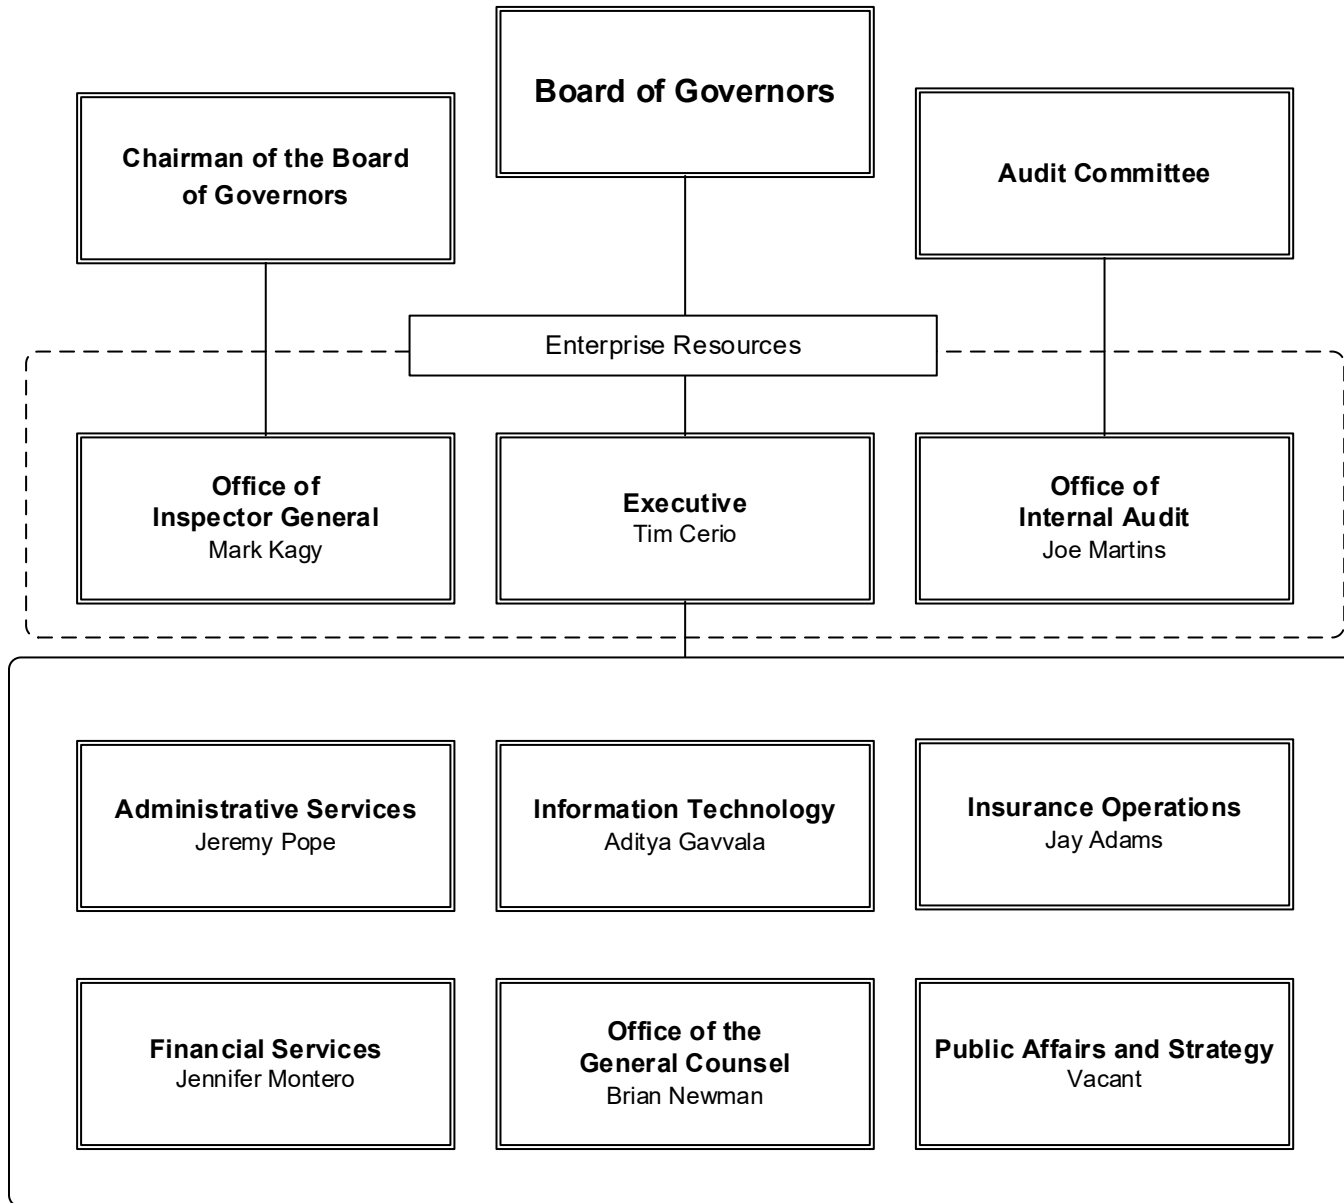 Board of Governors
Chairman of the Board
of Governors
Audit Committee
Enterprise Resources
Office of
Inspector General
Mark Kagy
Executive
Tim Cerio
Office of
Internal Audit
Joe Martins
Administrative Services
Jeremy Pope
Information Technology
Aditya Gavvala
Insurance Operations
Jay Adams
Financial Services
Jennifer Montero
Office of the
General Counsel
Brian Newman
Public Affairs and Strategy
Vacant